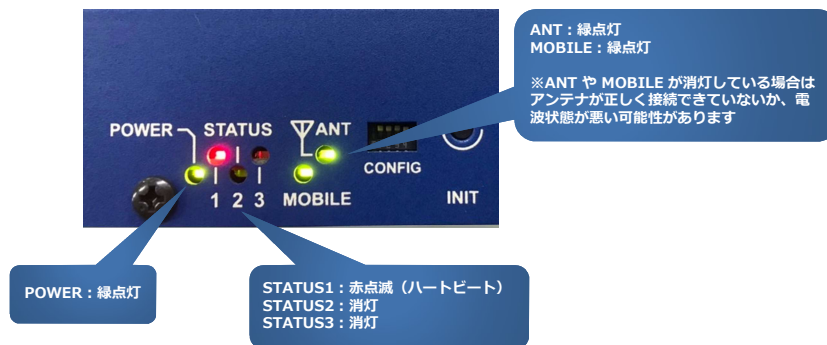 ANT：緑点灯
MOBILE：緑点灯
※ANT や MOBILE が消灯している場合は
アンテナが正しく接続できていないか、電
波状態が悪い可能性があります
POWER STATUS ANT
CONFIG
1 2 3 MOBILE INIT
POWER：緑点灯
STATUS1：赤点滅（ハートビート）
STATUS2：消灯
STATUS3：消灯